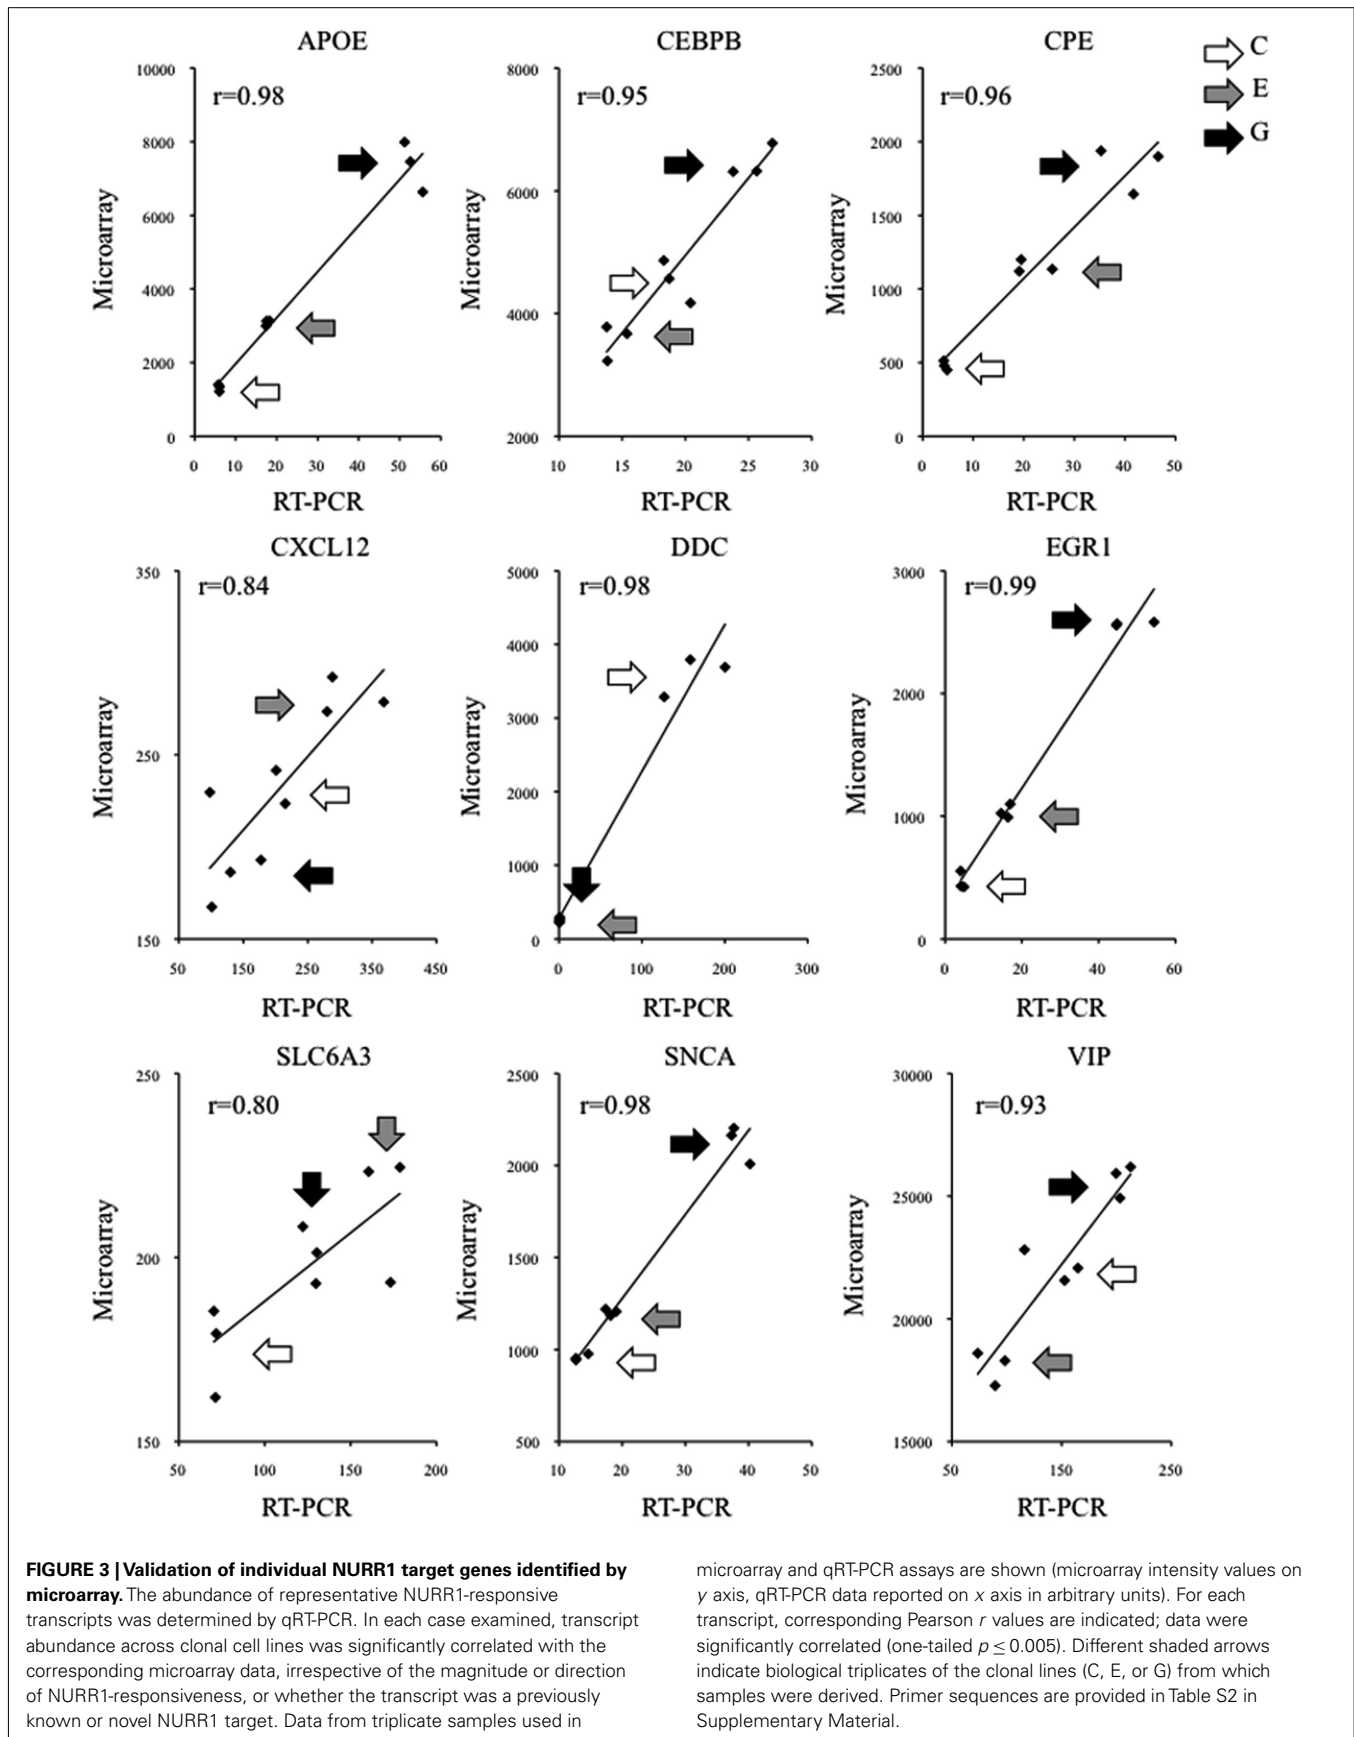 APOE
r=0.98
Microarray
10000
8000
6000
4000
2000
0
0 10 20 30 40 50 60
RT-PCR
CEBPB
r=0.95
Microarray
8000
6000
4000
2000
10 15 20 25 30
RT-PCR
CPE
r=0.96
Microarray
2500
2000
1500
1000
500
0
0 10 20 30 40 50
RT-PCR
C
E
G
CXCL12
r=0.84
Microarray
350
250
150
50 150 250 350 450
RT-PCR
DDC
r=0.98
Microarray
5000
4000
3000
2000
1000
0
0 100 200 300
RT-PCR
EGR1
r=0.99
Microarray
3000
2000
1000
0
0 20 40 60
RT-PCR
SLC6A3
r=0.80
Microarray
250
200
150
50 100 150 200
RT-PCR
SNCA
r=0.98
Microarray
2500
2000
1500
1000
500
10 20 30 40 50
RT-PCR
VIP
r=0.93
Microarray
30000
25000
20000
15000
50 150 250
RT-PCR
FIGURE 3 | Validation of individual NURR1 target genes identified by
microarray. The abundance of representative NURR1-responsive
transcripts was determined by qRT-PCR. In each case examined, transcript
abundance across clonal cell lines was significantly correlated with the
corresponding microarray data, irrespective of the magnitude or direction
of NURR1-responsiveness, or whether the transcript was a previously
known or novel NURR1 target. Data from triplicate samples used in
microarray and qRT-PCR assays are shown (microarray intensity values on
y axis, qRT-PCR data reported on x axis in arbitrary units). For each
transcript, corresponding Pearson r values are indicated; data were
significantly correlated (one-tailed p ≤ 0.005). Different shaded arrows
indicate biological triplicates of the clonal lines (C, E, or G) from which
samples were derived. Primer sequences are provided in Table S2 in
Supplementary Material.